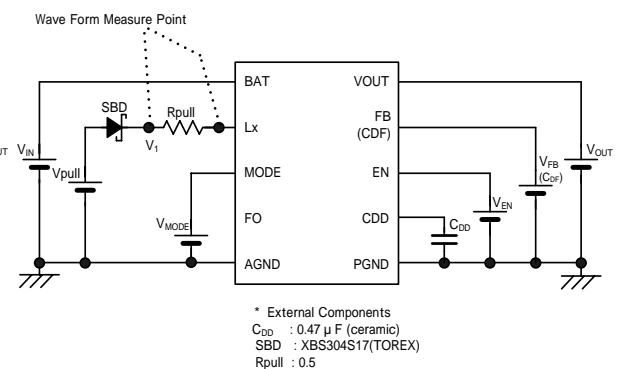 Wave Form Measure Point
BAT
VOUT
SBD
Rpull
FB
(CDF)
Lx
UT
VIN
V1
VOUT
Vpull
MODE
EN
VFB
(CDF)
VMODE
FO
CDD
CDD
VEN
AGND
PGND
* External Components
CDD : 0.47 μ F (ceramic)
SBD : XBS304S17(TOREX)
Rpull : 0.5